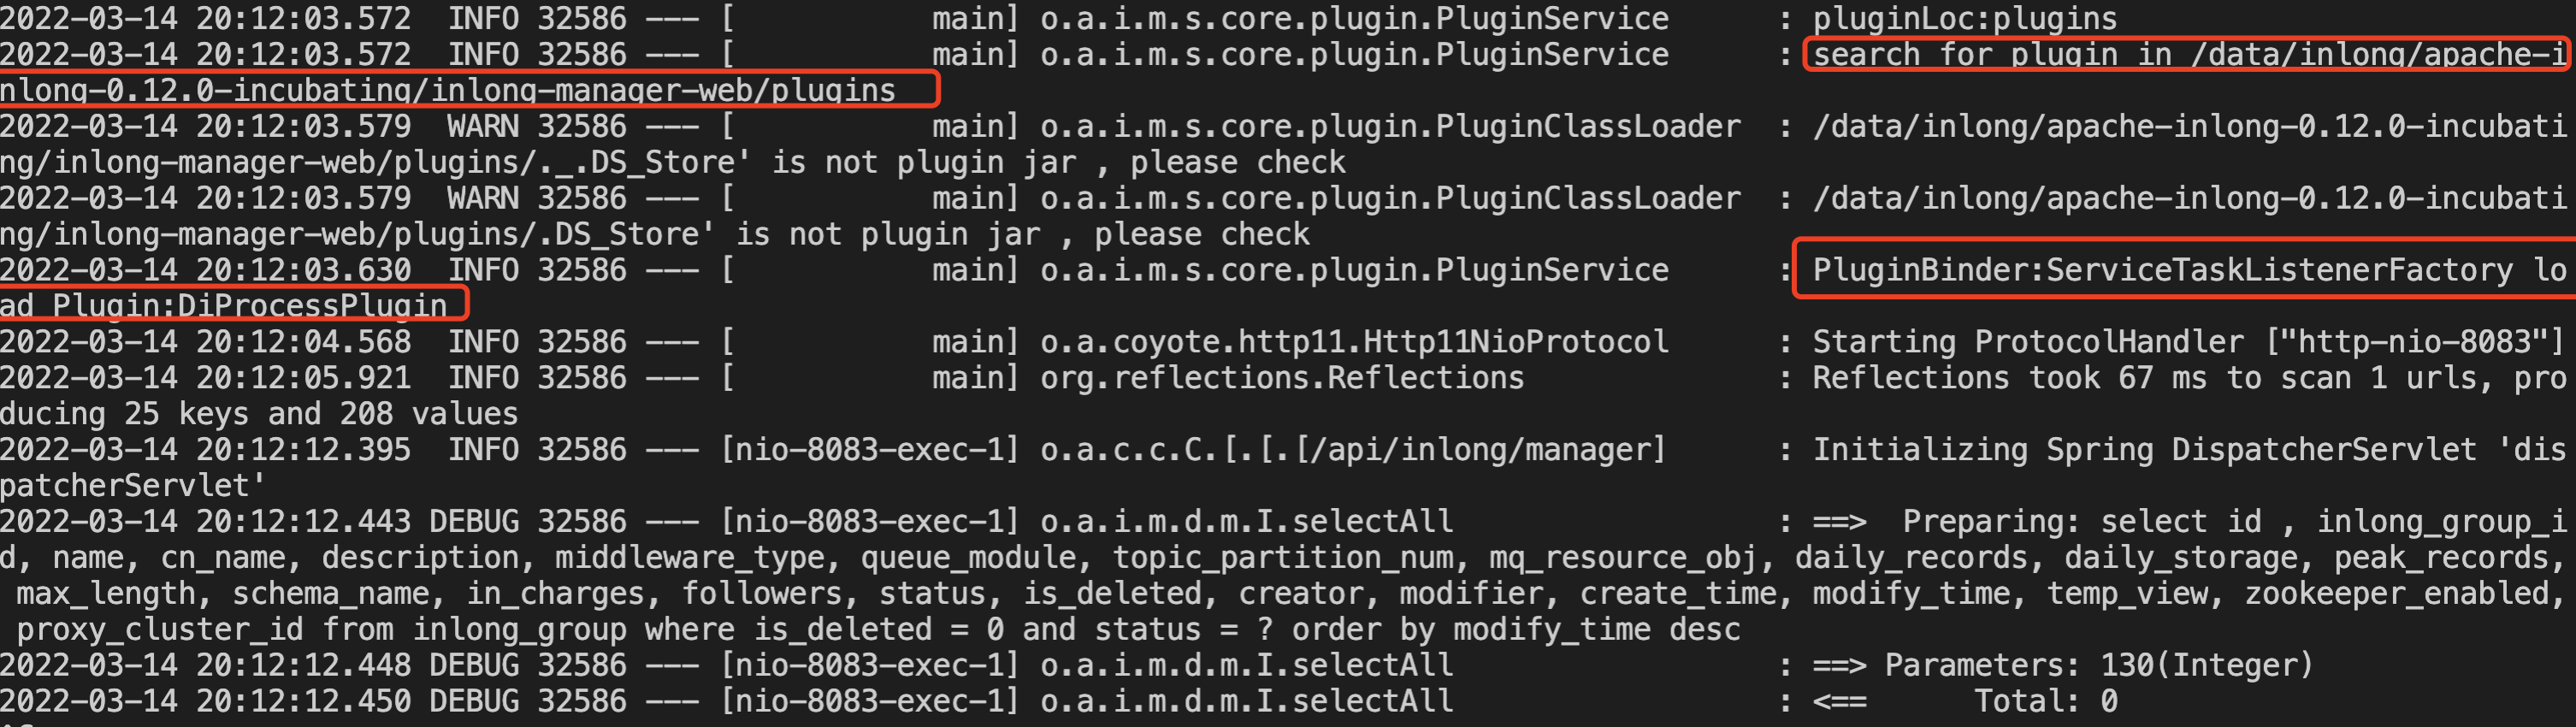 2022-03-14 20:12:03.572  INFO 32586 --- [           main] o.a.i.m.s.core.plugin.PluginService      : pluginLoc:plugins
2022-03-14 20:12:03.572  INFO 32586 --- [           main] o.a.i.m.s.core.plugin.PluginService      : search for plugin in /data/inlong/apache-i
nlong-0.12.0-incubating/inlong-manager-web/plugins
2022-03-14 20:12:03.579  WARN 32586 --- [           main] o.a.i.m.s.core.plugin.PluginClassLoader  : /data/inlong/apache-inlong-0.12.0-incubati
ng/inlong-manager-web/plugins/._.DS_Store' is not plugin jar , please check
2022-03-14 20:12:03.579  WARN 32586 --- [           main] o.a.i.m.s.core.plugin.PluginClassLoader  : /data/inlong/apache-inlong-0.12.0-incubati
ng/inlong-manager-web/plugins/.DS_Store' is not plugin jar , please check
2022-03-14 20:12:03.630  INFO 32586 --- [           main] o.a.i.m.s.core.plugin.PluginService      : PluginBinder:ServiceTaskListenerFactory lo
ad Plugin:DiProcessPlugin
2022-03-14 20:12:04.568  INFO 32586 --- [           main] o.a.coyote.http11.Http11NioProtocol      : Starting ProtocolHandler ["http-nio-8083"]
2022-03-14 20:12:05.921  INFO 32586 --- [           main] org.reflections.Reflections              : Reflections took 67 ms to scan 1 urls, pro
ducing 25 keys and 208 values
2022-03-14 20:12:12.395  INFO 32586 --- [nio-8083-exec-1] o.a.c.c.C.[.[.[/api/inlong/manager]      : Initializing Spring DispatcherServlet 'dis
patcherServlet'
2022-03-14 20:12:12.443 DEBUG 32586 --- [nio-8083-exec-1] o.a.i.m.d.m.I.selectAll                  : ==>  Preparing: select id , inlong_group_i
d, name, cn_name, description, middleware_type, queue_module, topic_partition_num, mq_resource_obj, daily_records, daily_storage, peak_records,
 max_length, schema_name, in_charges, followers, status, is_deleted, creator, modifier, create_time, modify_time, temp_view, zookeeper_enabled,
 proxy_cluster_id from inlong_group where is_deleted = 0 and status = ? order by modify_time desc
2022-03-14 20:12:12.448 DEBUG 32586 --- [nio-8083-exec-1] o.a.i.m.d.m.I.selectAll                  : ==> Parameters: 130(Integer)
2022-03-14 20:12:12.450 DEBUG 32586 --- [nio-8083-exec-1] o.a.i.m.d.m.I.selectAll                  : <==      Total: 0